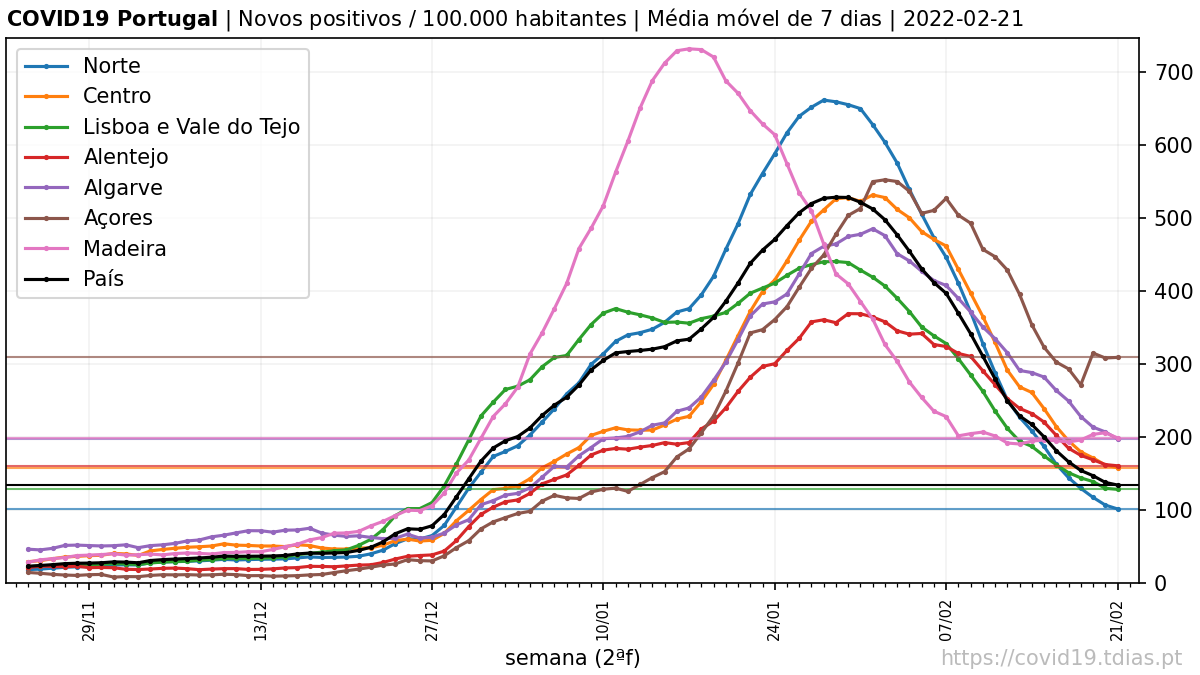 COVID19 Portugal | Novos positivos / 100.000 habitantes | Média móvel de 7 dias | 2022-02-21
Norte
Centro
Lisboa e Vale do Tejo
Alentejo
Algarve
Açores
Madeira
País
700
600
500
400
300
200
100
0
29/11
13/12
27/12
10/01
24/01
07/02
21/02
semana (2ªf)
https://covid19.tdias.pt